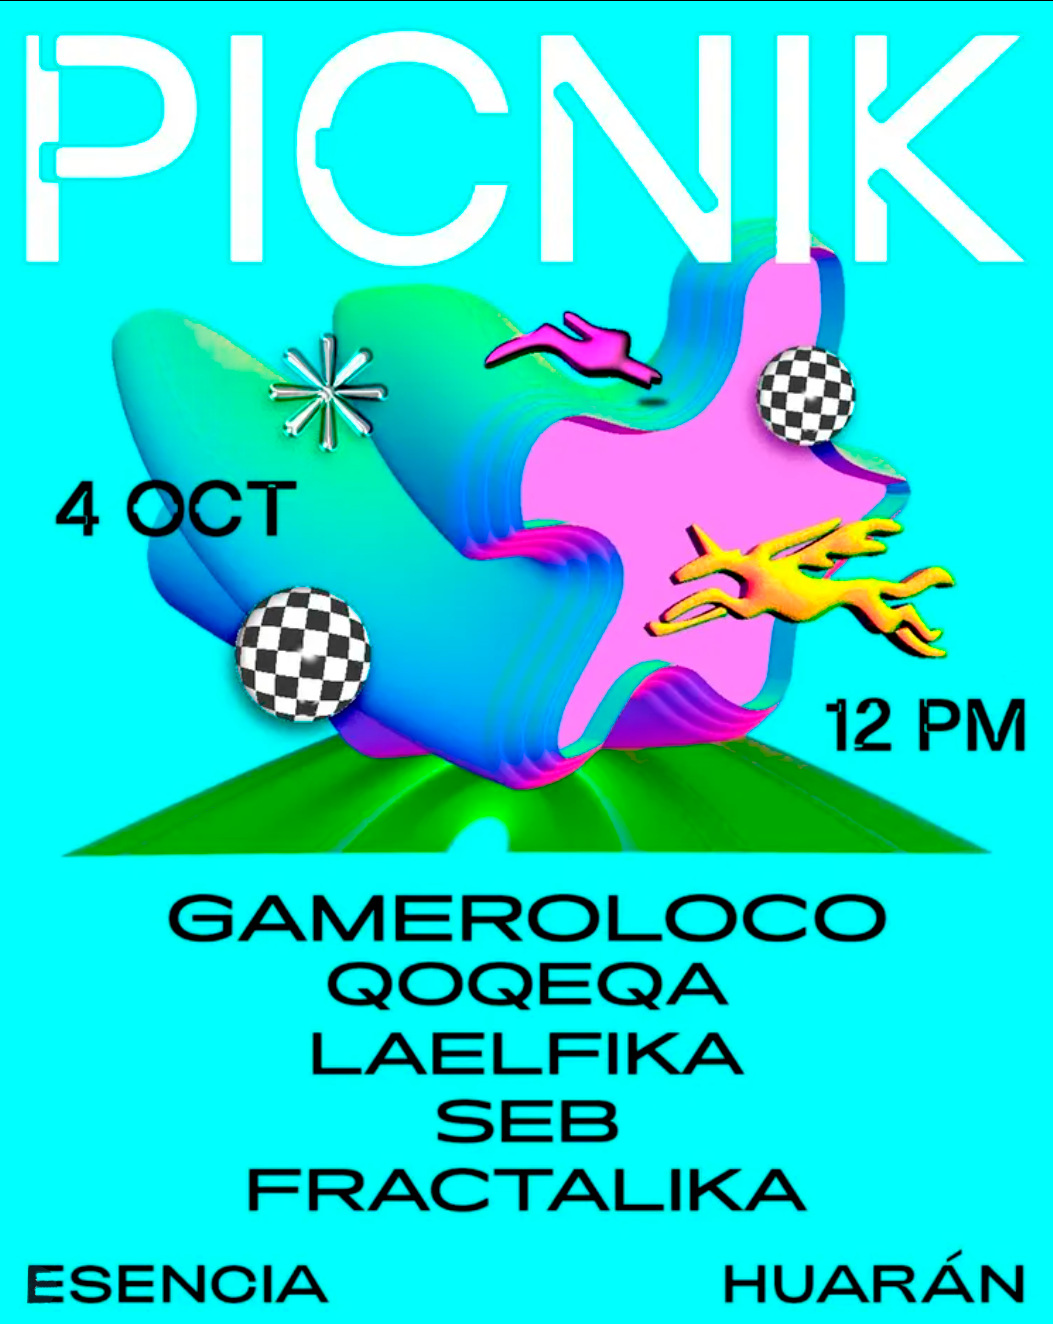 PICNIK
4 OCT
12 PM
GAMEROLOCO
QOQEQA
LAELFIKA
SEB
FRACTALIKA
ESENCIA
HUARÁN